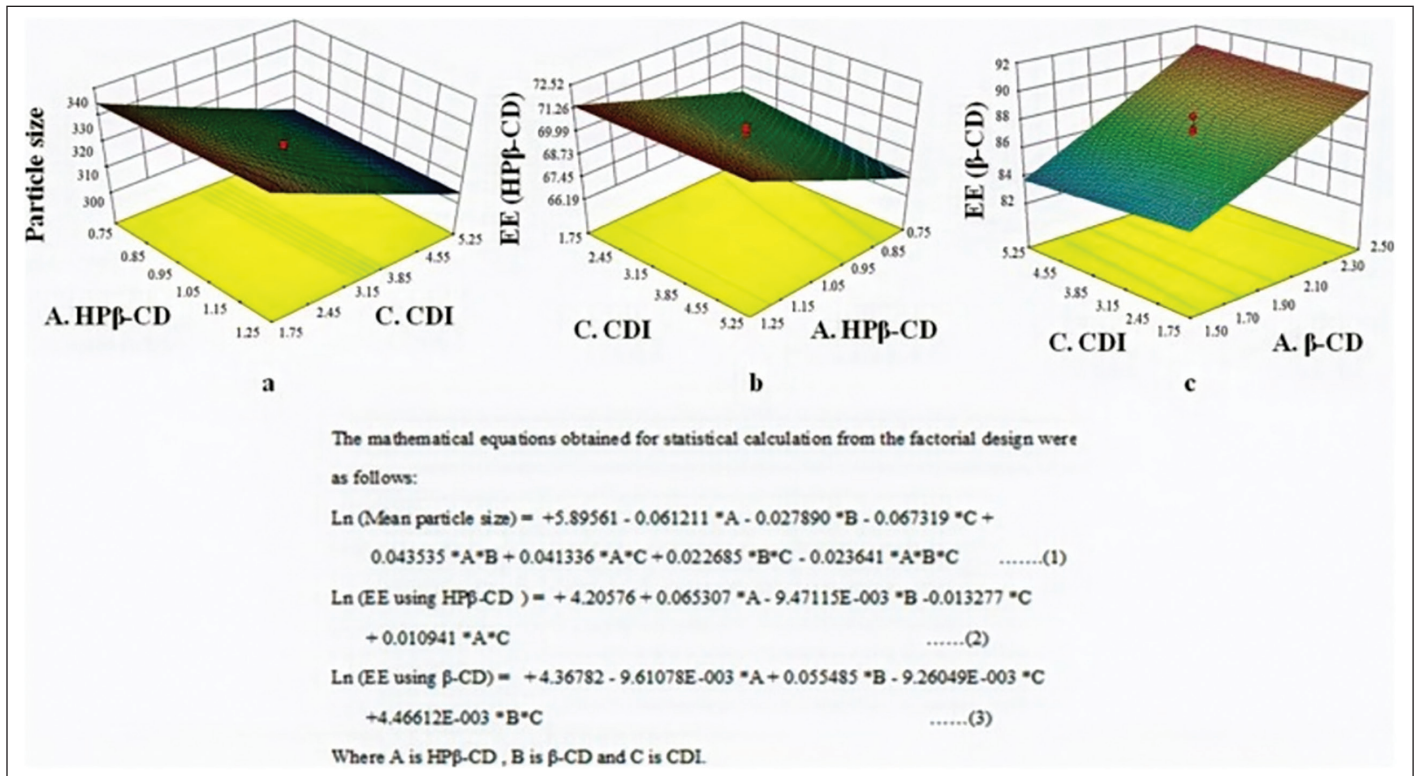 340
330
320
310
300
Particle size
0.75
0.85
0.95
1.05
1.15
1.25
A. HPβ-CD
1.75
2.45
3.15
3.85
4.55
5.25
C. CDI
a
72.52
71.26
69.99
68.73
67.45
66.19
EE (HPβ-CD)
1.75
2.45
3.15
3.85
4.55
5.25
C. CDI
1.25
1.15
1.05
0.95
0.85
0.75
A. HPβ-CD
b
92
90
88
86
84
82
EE (β-CD)
5.25
4.55
3.85
3.15
2.45
1.75
C. CDI
1.50
1.70
1.90
2.10
2.30
2.50
A. β-CD
c
The mathematical equations obtained for statistical calculation from the factorial design were
as follows:
Ln (Mean particle size) = +5.89561 - 0.061211 *A - 0.027890 *B - 0.067319 *C +
0.043535 *A*B + 0.041336 *A*C + 0.022685 *B*C - 0.023641 *A*B*C .......(1)
Ln (EE using HPβ-CD ) = + 4.20576 + 0.065307 *A - 9.47115E-003 *B -0.013277 *C
+ 0.010941 *A*C ......(2)
Ln (EE using β-CD) = +4.36782 - 9.61078E-003 *A + 0.055485 *B - 9.26049E-003 *C
+4.46612E-003 *B*C ......(3)
Where A is HPβ-CD , B is β-CD and C is CDI.